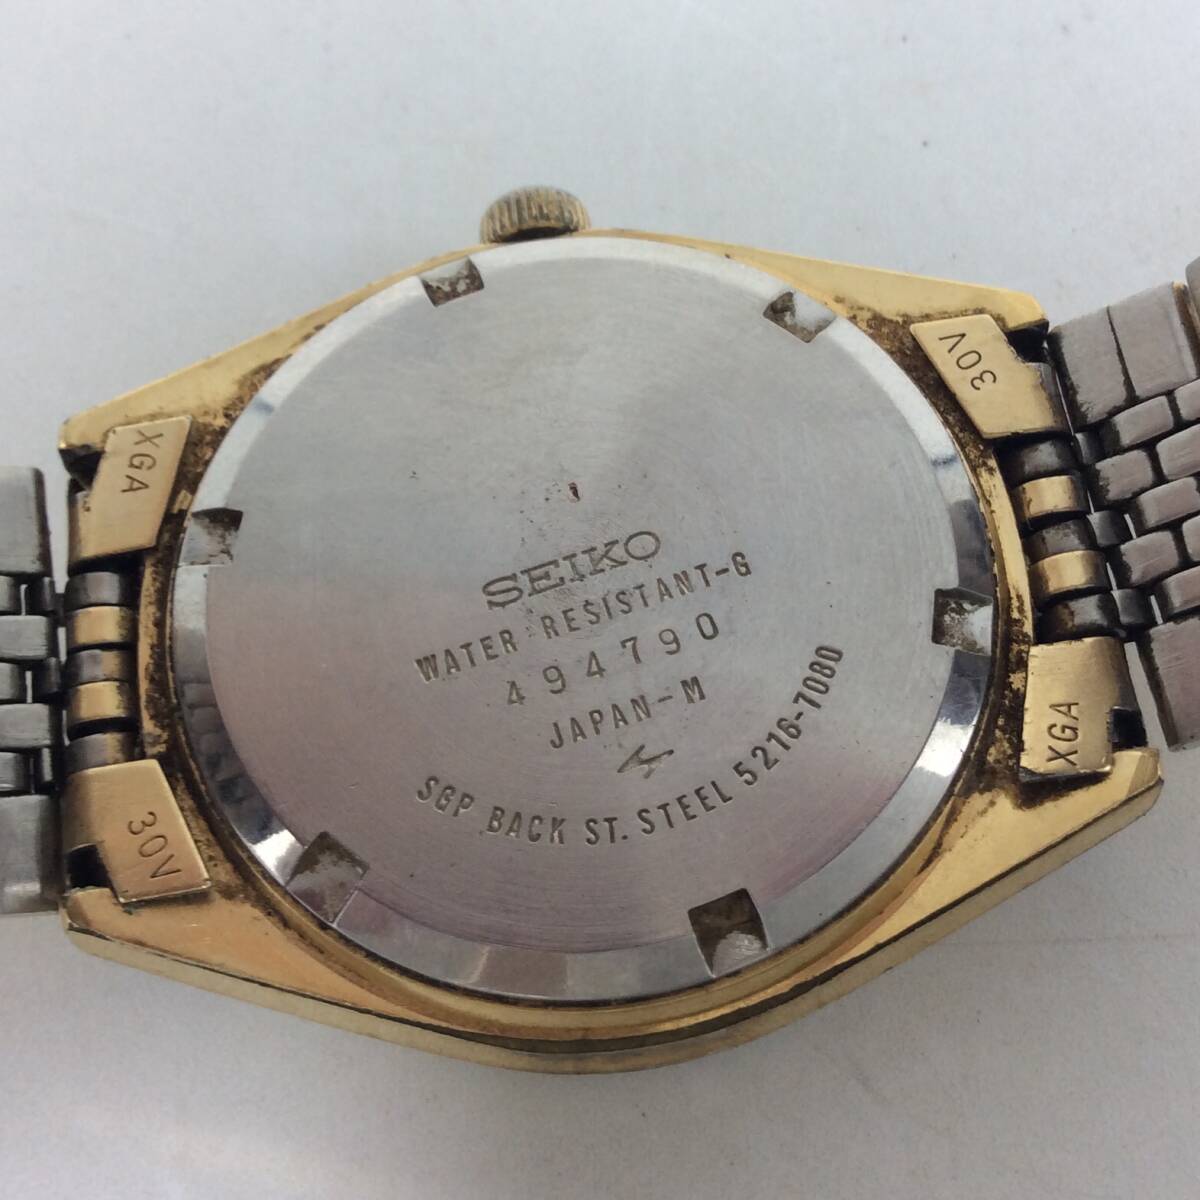 SEIKO
WATER RESISTANT-G
494790
JAPAN-M
SGP BACK ST. STEEL 5216-7080
XGA
30V
30V
XGA